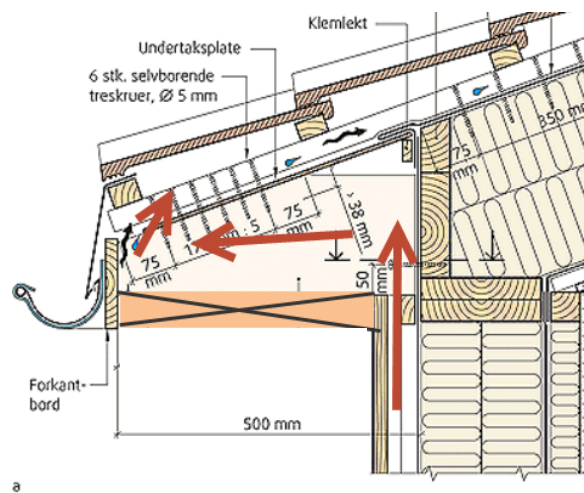 Klemlekt
Undertaksplate
6 stk. selvborende
treskruer, Ø 5 mm
350 mm
75
mm
75
mm
> 38 mm
50
mm
75
mm
Forkant-
bord
500 mm
a